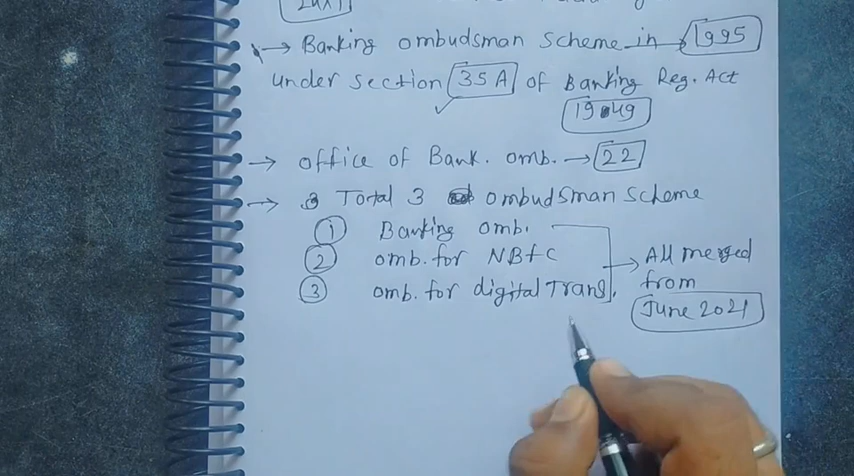 → Banking ombudsman scheme in → 1995
under section 35A of Banking Reg. Act
1949
→ office of Bank. omb. → 22
→ Total 3 ombudsman scheme
① Banking omb.
② omb. for NBFC
③ omb. for digital Trans.
→ All merged
from
June 2021